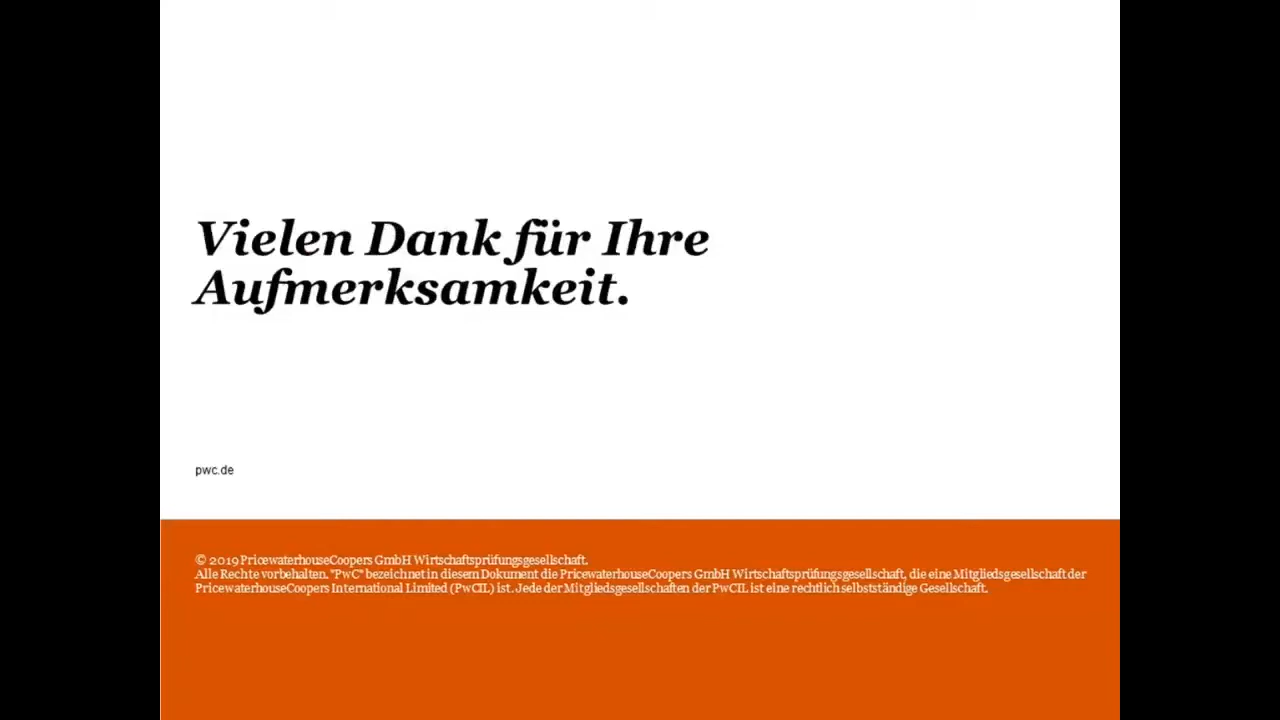 Vielen Dank für Ihre
Aufmerksamkeit.
pwc.de
© 2019 PricewaterhouseCoopers GmbH Wirtschaftsprüfungsgesellschaft.
Alle Rechte vorbehalten. "PwC" bezeichnet in diesem Dokument die PricewaterhouseCoopers GmbH Wirtschaftsprüfungsgesellschaft, die eine Mitgliedsgesellschaft der
PricewaterhouseCoopers International Limited (PwCIL) ist. Jede der Mitgliedsgesellschaften der PwCIL ist eine rechtlich selbstständige Gesellschaft.